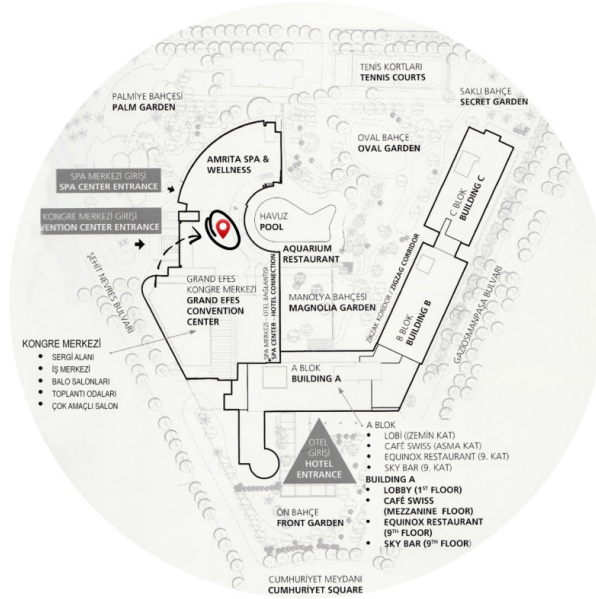 TENİS KORTLARI
TENNIS COURTS
SAKLI BAHÇE
SECRET GARDEN
PALMİYE BAHÇESİ
PALM GARDEN
OVAL BAHÇE
OVAL GARDEN
AMRITA SPA &
WELLNESS
SPA MERKEZİ GİRİŞİ
SPA CENTER ENTRANCE
KONGRE MERKEZİ GİRİŞİ
VENTION CENTER ENTRANCE
HAVUZ
POOL
C BLOK
BUILDING C
AQUARIUM
RESTAURANT
ŞEHİT NEVRES BULVARI
GRAND EFES
KONGRE MERKEZİ
GRAND EFES
CONVENTION
CENTER
SPA MERKEZİ - OTEL BAĞLANTISI
SPA CENTER - HOTEL CONNECTION
MANOLYA BAHÇESİ
MAGNOLIA GARDEN
ZİKZAK KORİDOR / ZIGZAG CORRIDOR
B BLOK
BUILDING B
GAZİOSMANPAŞA BULVARI
KONGRE MERKEZİ
• SERGİ ALANI
• İŞ MERKEZİ
• BALO SALONLARI
• TOPLANTI ODALARI
• ÇOK AMAÇLI SALON
A BLOK
BUILDING A
OTEL
GİRİŞİ
HOTEL
ENTRANCE
A BLOK
• LOBİ ((ZEMİN KAT)
• CAFÉ SWISS (ASMA KAT)
• EQUINOX RESTAURANT (9. KAT)
• SKY BAR (9. KAT)
BUILDING A
• LOBBY (1ST FLOOR)
• CAFÉ SWISS
(MEZZANINE FLOOR)
• EQUINOX RESTAURANT
(9TH FLOOR)
• SKY BAR (9TH FLOOR)
ÖN BAHÇE
FRONT GARDEN
CUMHURİYET MEYDANI
CUMHURİYET SQUARE